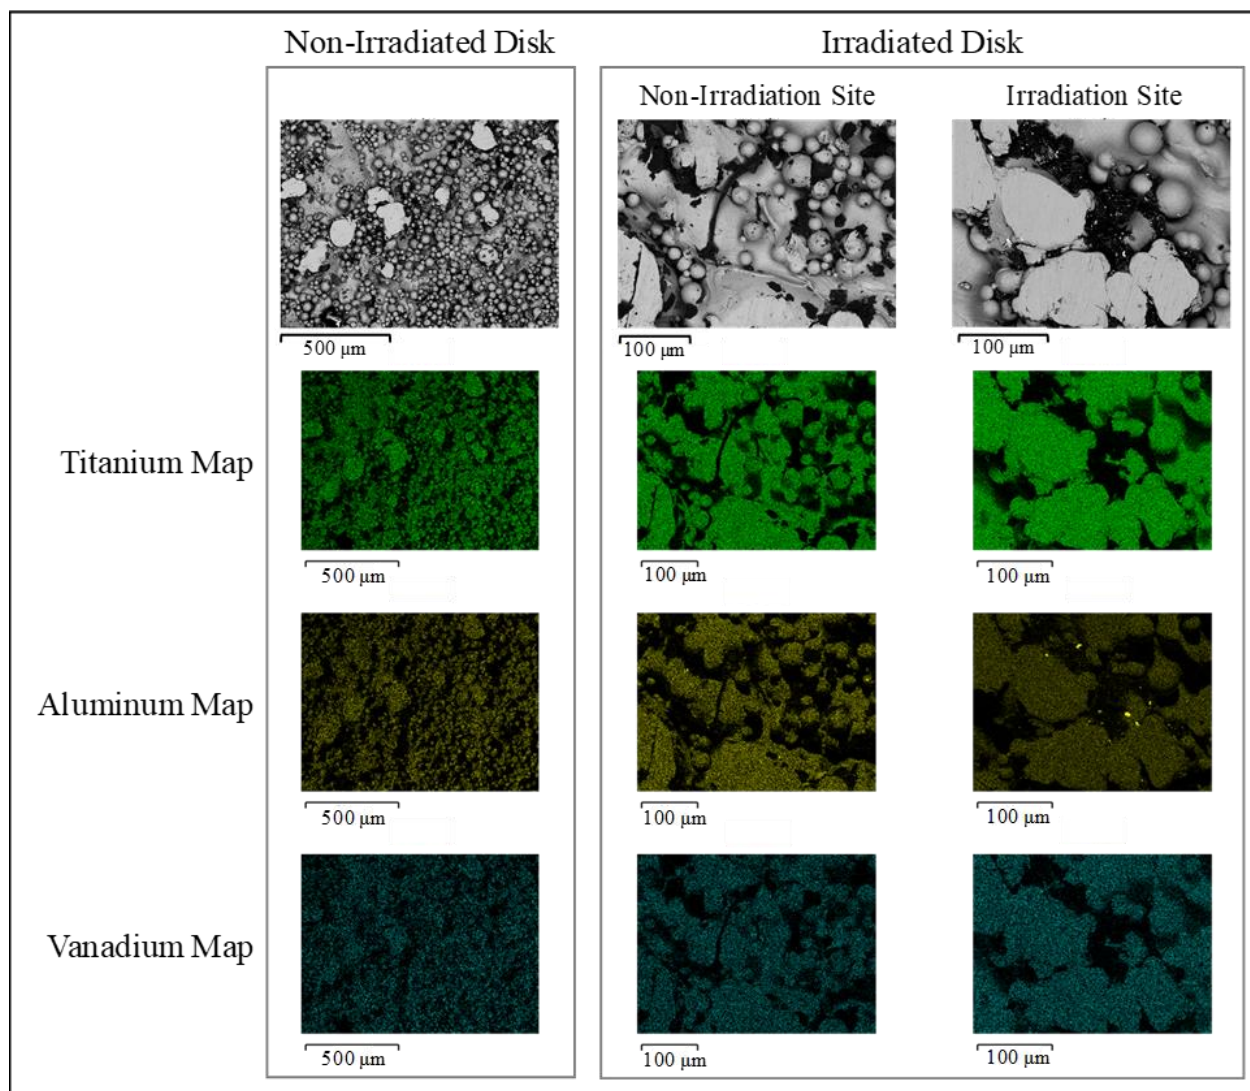 Non-Irradiated Disk
Irradiated Disk
Non-Irradiation Site
Irradiation Site
500 µm
100 µm
100 µm
Titanium Map
500 µm
100 µm
100 µm
Aluminum Map
500 µm
100 µm
100 µm
Vanadium Map
500 µm
100 µm
100 µm